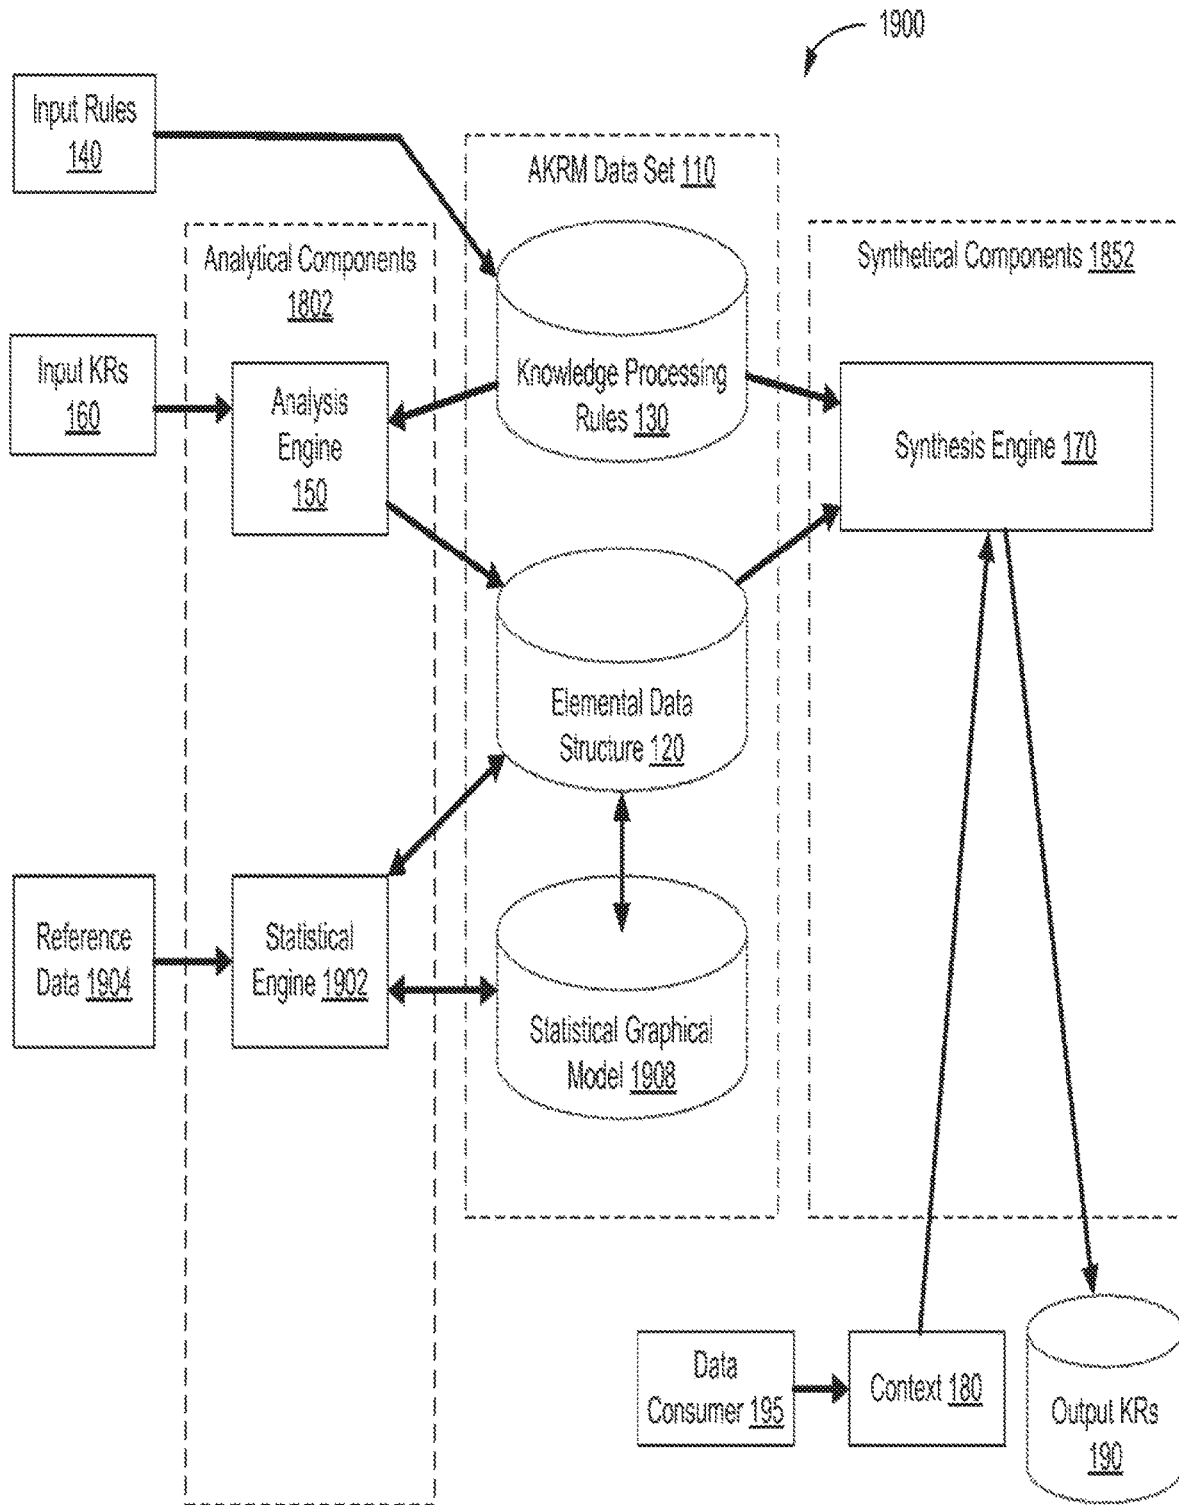 1900
Input Rules
140
AKRM Data Set 110
Analytical Components
1802
Synthetical Components 1852
Input KRs
160
Analysis
Engine
150
Knowledge Processing
Rules 130
Synthesis Engine 170
Elemental Data
Structure 120
Reference
Data 1904
Statistical
Engine 1902
Statistical Graphical
Model 1908
Data
Consumer 195
Context 180
Output KRs
190